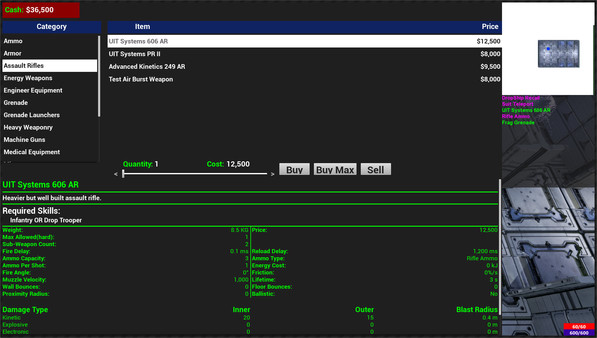 Cash: $36,500
Category Item Price
Ammo
Armor
Assault Rifles
Energy Weapons
Engineer Equipment
Grenade
Grenade Launchers
Heavy Weaponry
Machine Guns
Medical Equipment
UIT Systems 606 AR $12,500
UIT Systems PR II $8,000
Advanced Kinetics 249 AR $9,500
Test Air Burst Weapon $8,000
UIT Systems 606 AR
Rifle Ammo
Frag Grenade
Quantity: 1 Cost: 12,500
< > Buy Buy Max Sell
UIT Systems 606 AR
Heavier but well built assault rifle.
Required Skills:
Infantry OR Drop Trooper
Weight: 6.5 KG Price: 12,500
Max Allowed(hard): 1
Sub-Weapon Count: 2
Fire Delay: 0.1 ms Reload Delay: 1,200 ms
Ammo Capacity: 3 Ammo Type: Rifle Ammo
Ammo Per Shot: 1 Energy Cost: 0 kJ
Fire Angle: 0° Friction: 0%/s
Muzzle Velocity: 1,000 Lifetime: 3 s
Wall Bounces: 0 Floor Bounces: 0
Proximity Radius: 0 Ballistic: No
Damage Type Inner Outer Blast Radius
Kinetic 20 15 0.4 m
Explosive 0 0 0 m
Electronic 0 0 0 m
600/600